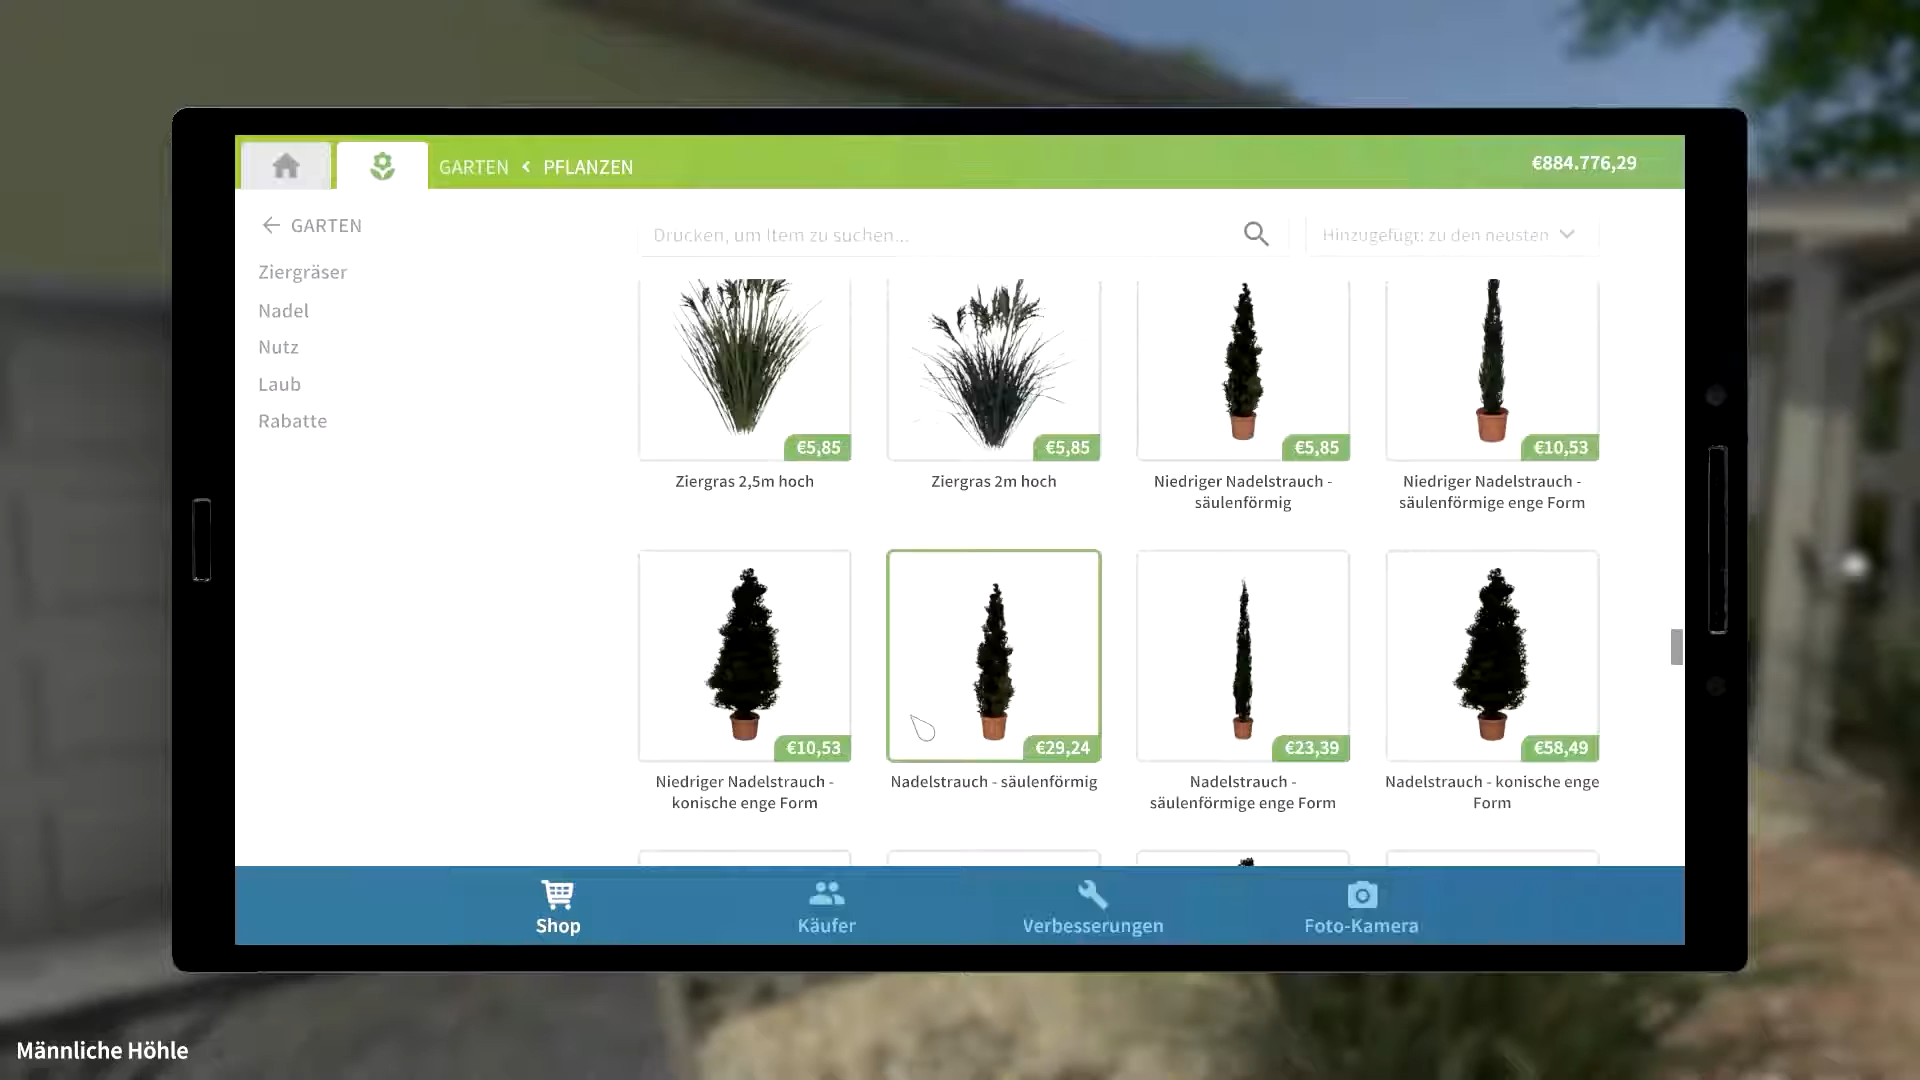 GARTEN < PFLANZEN
€884.776,29
GARTEN
Drucken, um Item zu suchen...
Hinzugefügt: zu den neusten
Ziergräser
Nadel
Nutz
Laub
Rabatte
€5,85
€5,85
€5,85
€10,53
Ziergras 2,5m hoch
Ziergras 2m hoch
Niedriger Nadelstrauch -
säulenförmig
Niedriger Nadelstrauch -
säulenförmige enge Form
€10,53
€29,24
€23,39
€58,49
Niedriger Nadelstrauch -
konische enge Form
Nadelstrauch - säulenförmig
Nadelstrauch -
säulenförmige enge Form
Nadelstrauch - konische enge
Form
Shop
Käufer
Verbesserungen
Foto-Kamera
Männliche Höhle